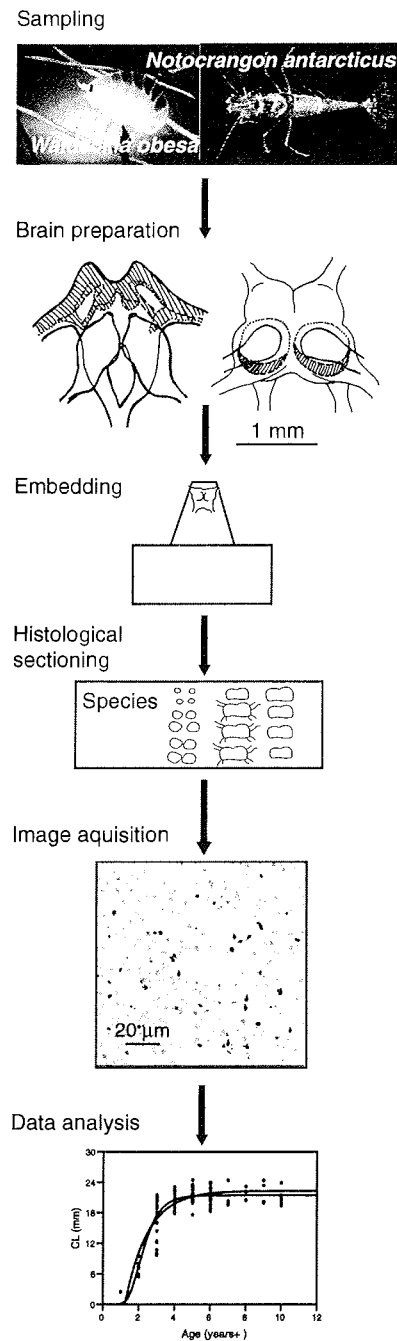 Sampling
Notocrangon antarcticus
obesa
Brain preparation
1 mm
Embedding
Histological
sectioning
Species
Image aquisition
20 µm
Data analysis
30
24
18
12
6
0
CL (mm)
0 2 4 6 8 10 12
Age (years+)